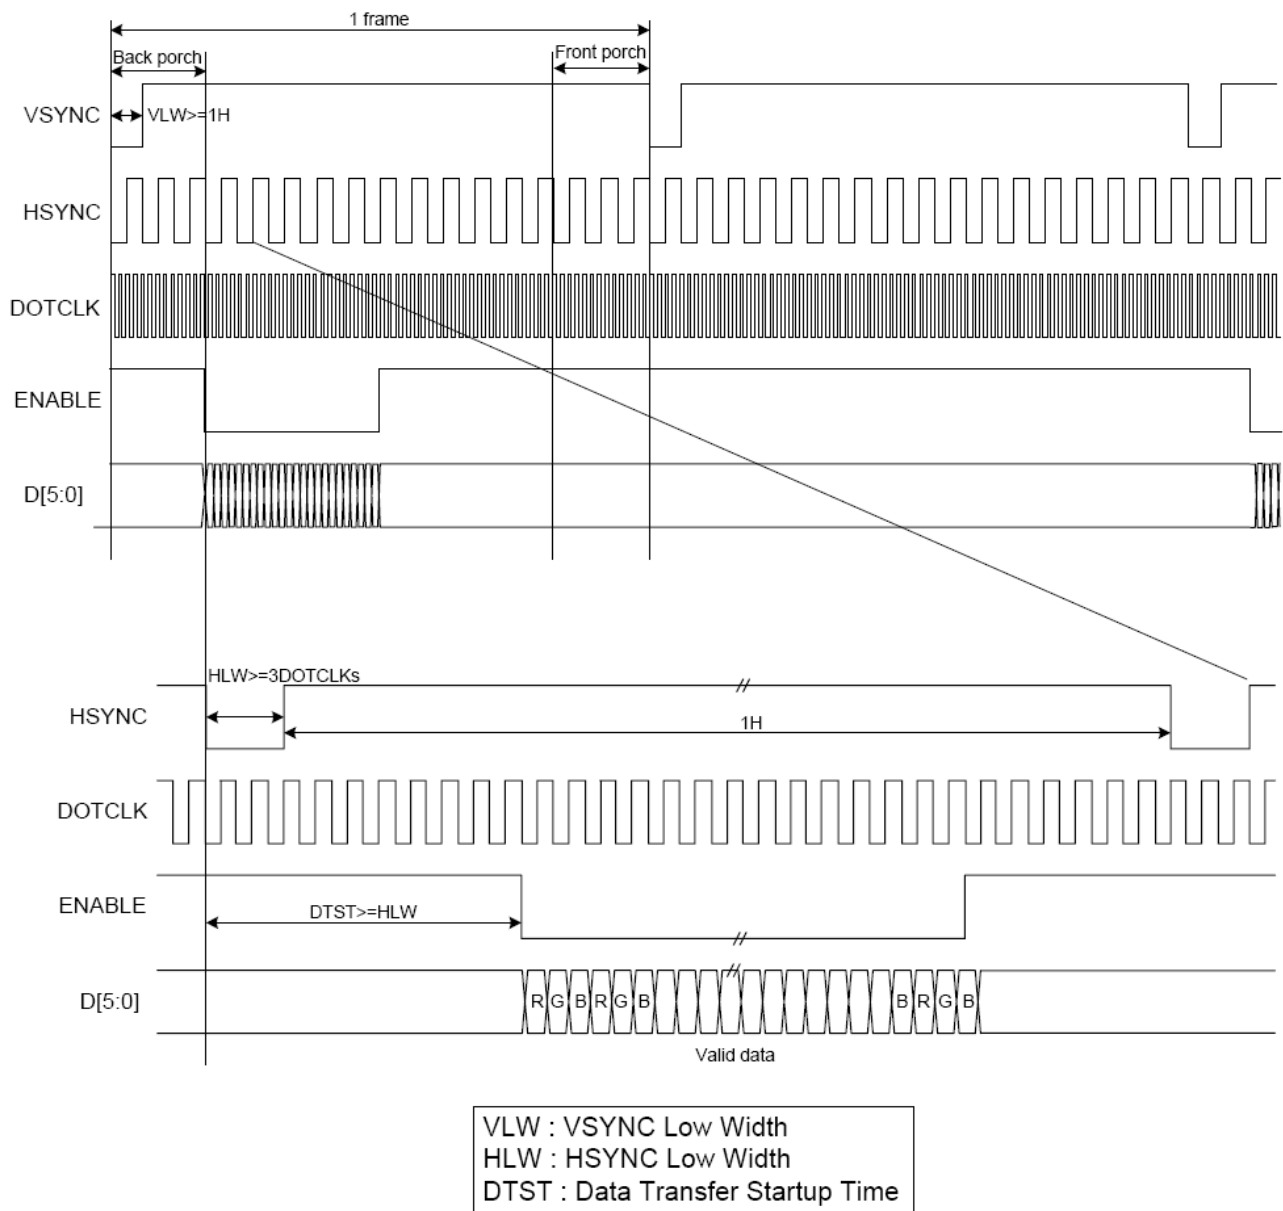 1 frame
Back porch
Front porch
VSYNC
VLW>=1H
HSYNC
DOTCLK
ENABLE
D[5:0]
HLW>=3DOTCLKs
HSYNC
1H
DOTCLK
ENABLE
DTST>=HLW
D[5:0]
R G B R G B B R G B
Valid data
VLW : VSYNC Low Width
HLW : HSYNC Low Width
DTST : Data Transfer Startup Time